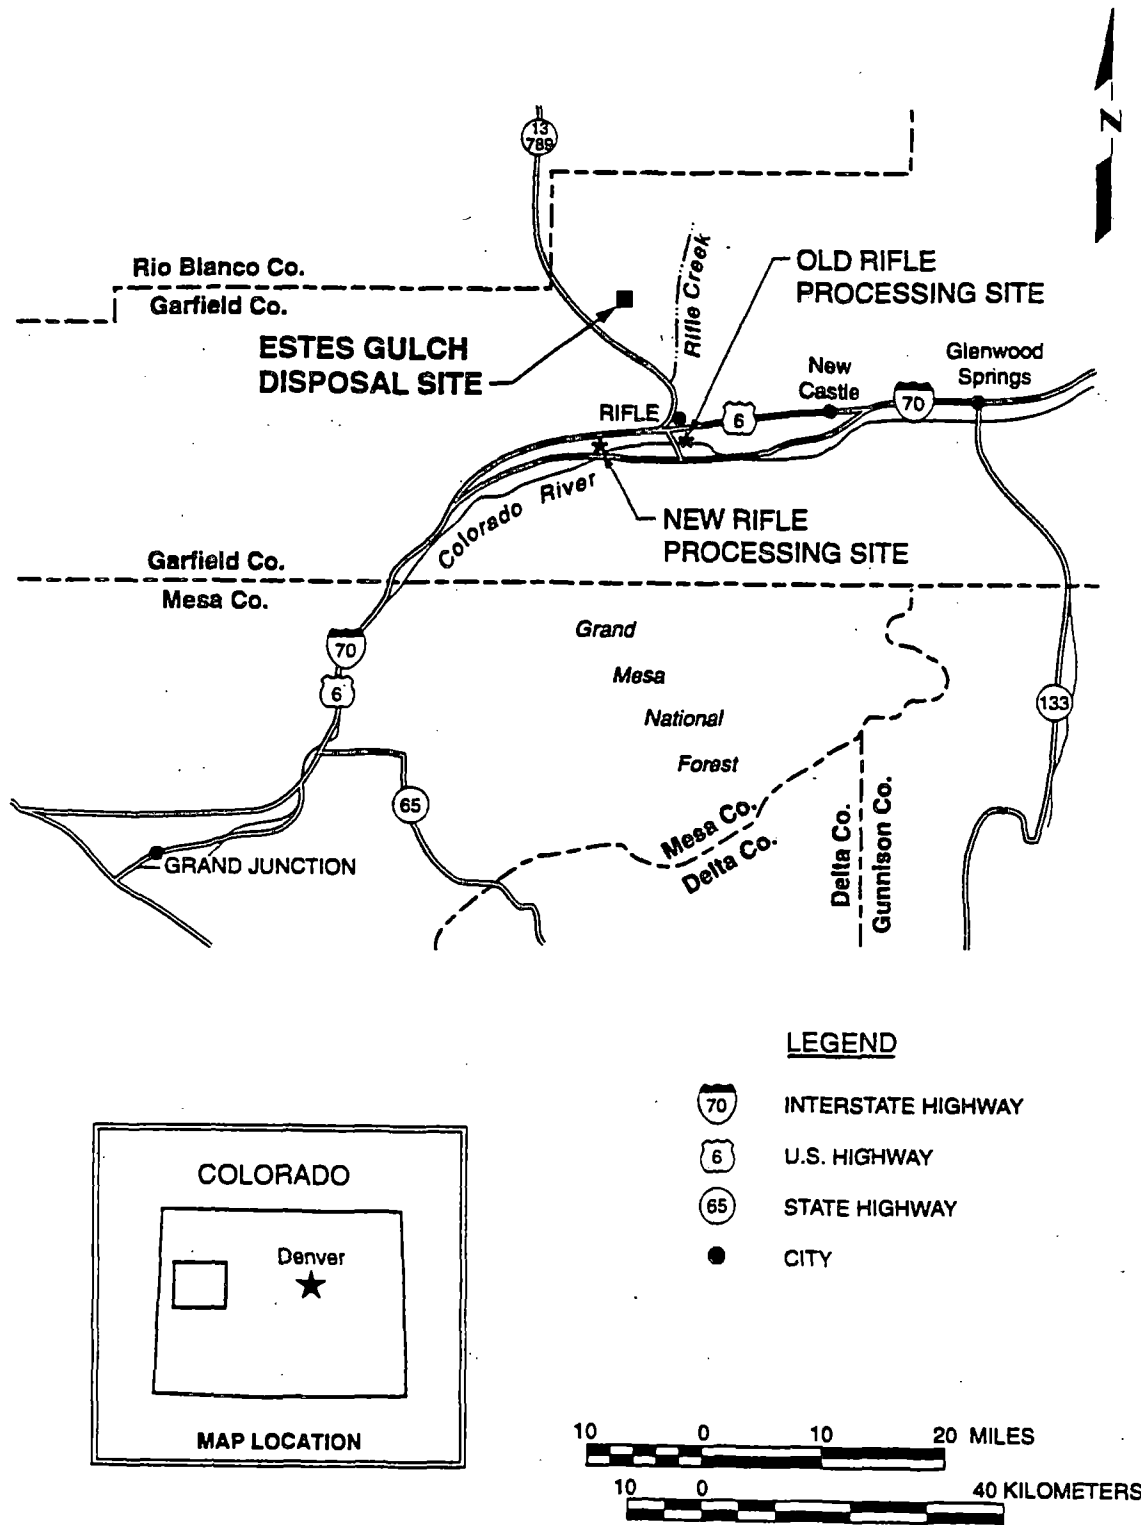 N
13
789
Rio Blanco Co.
Garfield Co.
Rifle Creek
OLD RIFLE
PROCESSING SITE
ESTES GULCH
DISPOSAL SITE
New
Castle
Glenwood
Springs
70
RIFLE
6
Colorado River
NEW RIFLE
PROCESSING SITE
Garfield Co.
Mesa Co.
70
6
Grand
Mesa
National
Forest
133
65
Mesa Co.
Delta Co.
Delta Co.
Gunnison Co.
GRAND JUNCTION
LEGEND
70 INTERSTATE HIGHWAY
6 U.S. HIGHWAY
65 STATE HIGHWAY
CITY
COLORADO
Denver
MAP LOCATION
10 0 10 20 MILES
10 0 40 KILOMETERS